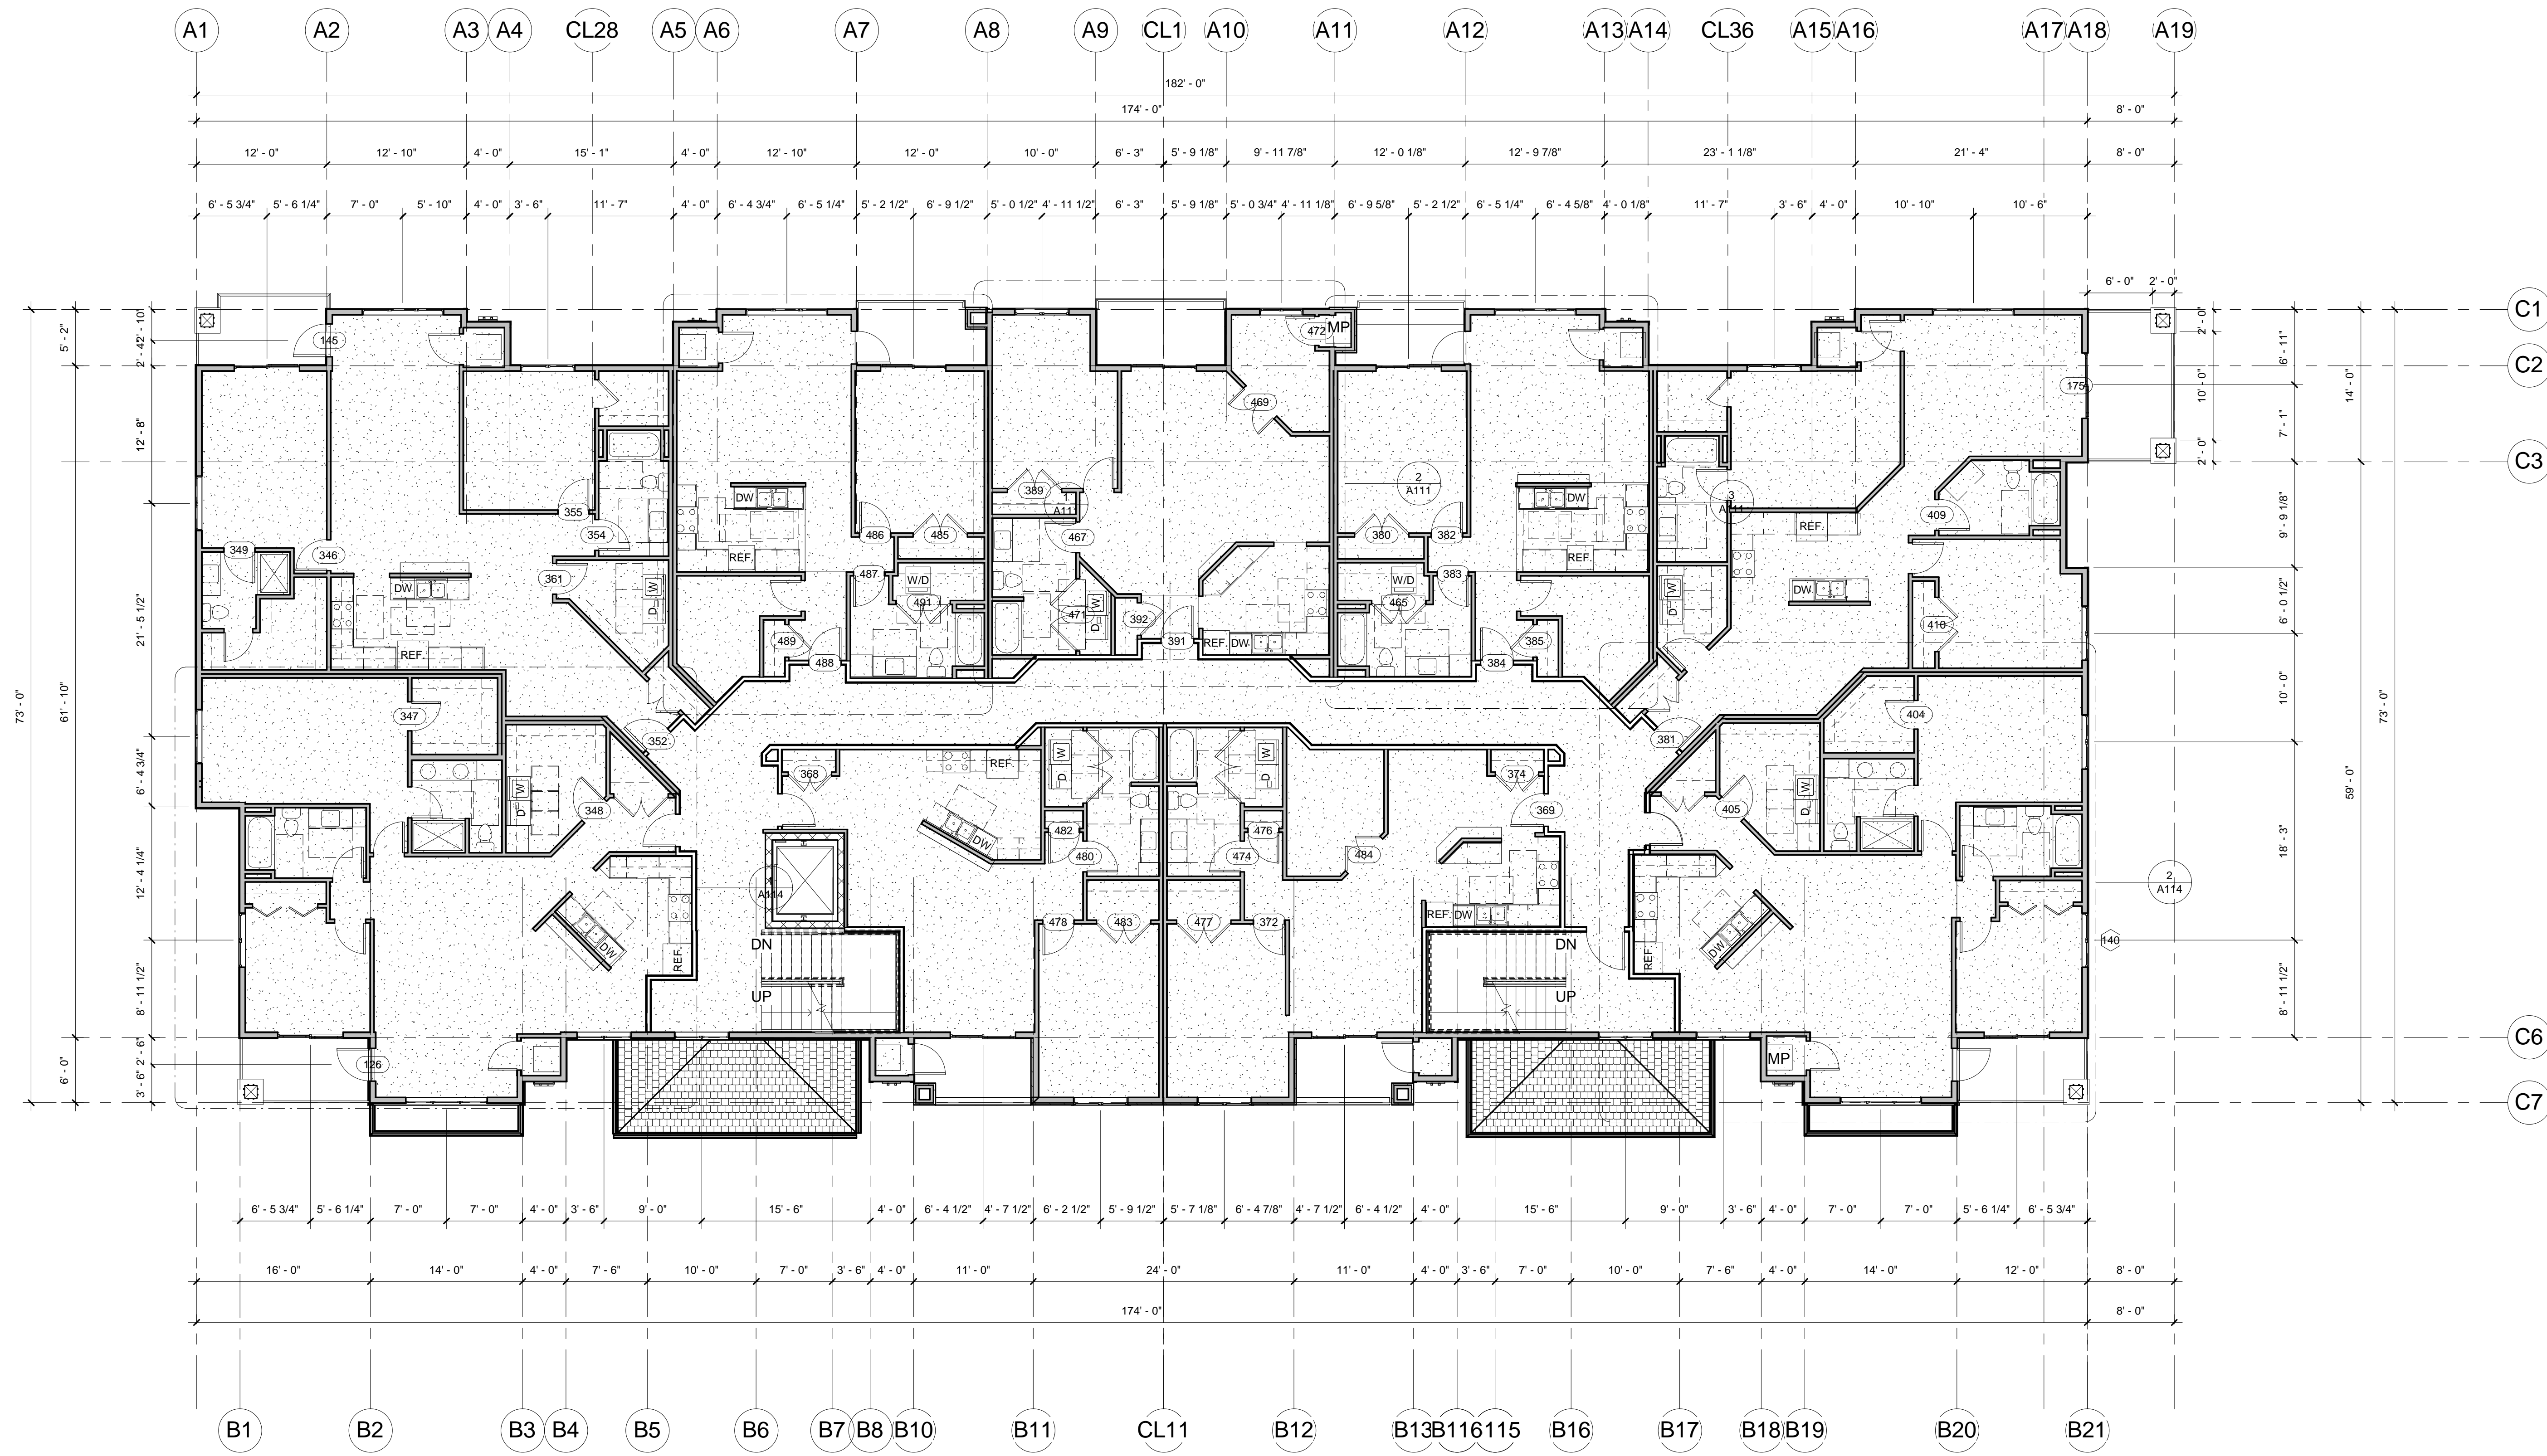 A1 A2 A3 A4 CL28 A5 A6 A7 A8 A9 CL1 A10 A11 A12 A13 A14 CL36 A15 A16 A17 A18 A19
182' - 0"
174' - 0" 8' - 0"
12' - 0" 12' - 10" 4' - 0" 15' - 1" 4' - 0" 12' - 10" 12' - 0" 10' - 0" 6' - 3" 5' - 9 1/8" 9' - 11 7/8" 12' - 0 1/8" 12' - 9 7/8" 23' - 1 1/8" 21' - 4" 8' - 0"
6' - 5 3/4" 5' - 6 1/4" 7' - 0" 5' - 10" 4' - 0" 3' - 6" 11' - 7" 4' - 0" 6' - 4 3/4" 6' - 5 1/4" 5' - 2 1/2" 6' - 9 1/2" 5' - 0 1/2" 4' - 11 1/2" 6' - 3" 5' - 9 1/8" 5' - 0 3/4" 4' - 11 1/8" 6' - 9 5/8" 5' - 2 1/2" 6' - 5 1/4" 6' - 4 5/8" 4' - 0 1/8" 11' - 7" 3' - 6" 4' - 0" 10' - 10" 10' - 6"
6' - 0" 2' - 0"
C1
C2
C3
C6
C7
73' - 0"
5' - 2"
61' - 10"
6' - 0"
12' - 8"
21' - 5 1/2"
6' - 4 3/4"
12' - 4 1/4"
8' - 11 1/2"
2' - 6"
3' - 6"
2' - 0"
10' - 0"
2' - 0"
6' - 11"
7' - 1"
9' - 9 1/8"
6' - 0 1/2"
10' - 0"
18' - 3"
8' - 11 1/2"
14' - 0"
59' - 0"
73' - 0"
145 472 MP
175
469
2
A111
3
DW 389 DW
349 346 355 354 486 485 467 380 382 REF. 409
REF. REF.
361 487 W/D W/D 383
DW W 491 471 W 392 465 W DW 410
D D D
489 488 391 REF. DW 384 385
REF.
347 352 381 404
368 REF. W W 374
D D
W 348 369 405 W
D D
DW 482 476
480 474 484
A114
2
A114
478 483 477 372 REF. DW
DN DN
DW REF. DW REF. 140
UP UP
126 MP
6' - 5 3/4" 5' - 6 1/4" 7' - 0" 7' - 0" 4' - 0" 3' - 6" 9' - 0" 15' - 6" 4' - 0" 6' - 4 1/2" 4' - 7 1/2" 6' - 2 1/2" 5' - 9 1/2" 5' - 7 1/8" 6' - 4 7/8" 4' - 7 1/2" 6' - 4 1/2" 4' - 0" 15' - 6" 9' - 0" 3' - 6" 4' - 0" 7' - 0" 7' - 0" 5' - 6 1/4" 6' - 5 3/4"
16' - 0" 14' - 0" 4' - 0" 7' - 6" 10' - 0" 7' - 0" 3' - 6" 4' - 0" 11' - 0" 24' - 0" 11' - 0" 4' - 0" 3' - 6" 7' - 0" 10' - 0" 7' - 6" 4' - 0" 14' - 0" 12' - 0" 8' - 0"
174' - 0" 8' - 0"
B1 B2 B3 B4 B5 B6 B7 B8 B10 B11 CL11 B12 B13 B116 115 B16 B17 B18 B19 B20 B21